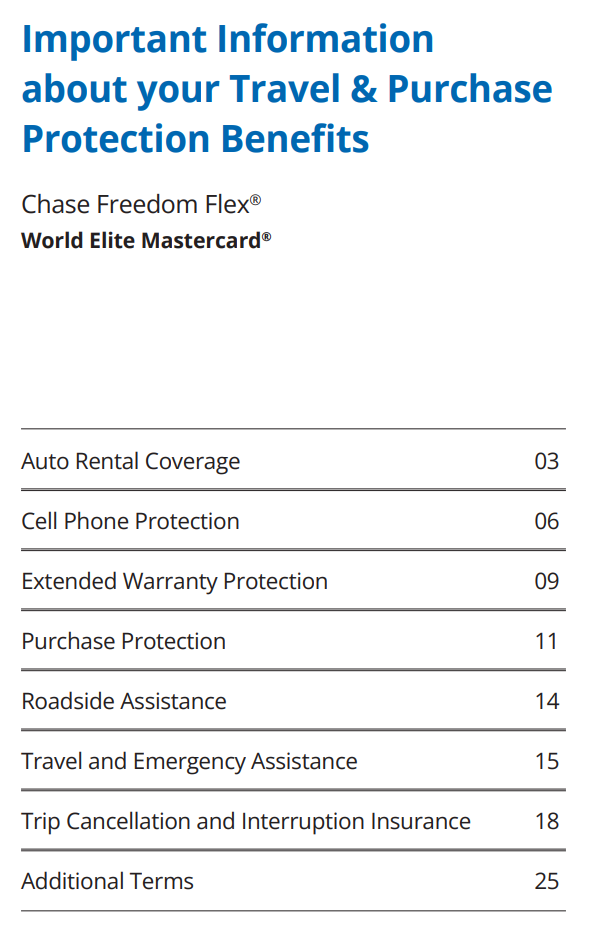 Important Information
about your Travel & Purchase
Protection Benefits
Chase Freedom Flex®
World Elite Mastercard®
Auto Rental Coverage 03
Cell Phone Protection 06
Extended Warranty Protection 09
Purchase Protection 11
Roadside Assistance 14
Travel and Emergency Assistance 15
Trip Cancellation and Interruption Insurance 18
Additional Terms 25